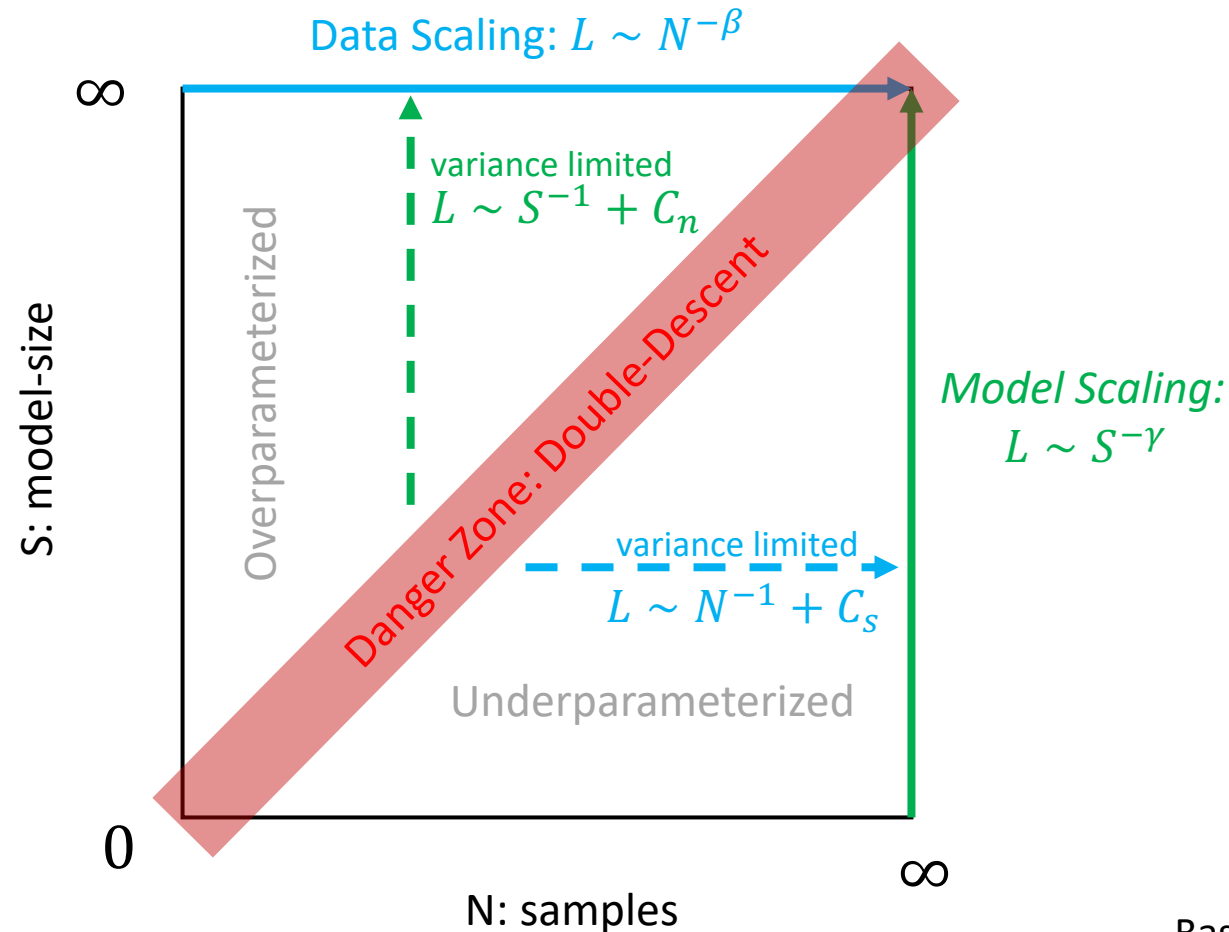 Data Scaling: L ~ N^{-β}
∞
variance limited
L ~ S^{-1} + C_n
Overparameterized
S: model-size
Danger Zone: Double-Descent
Model Scaling:
L ~ S^{-γ}
variance limited
L ~ N^{-1} + C_s
Underparameterized
0
∞
N: samples